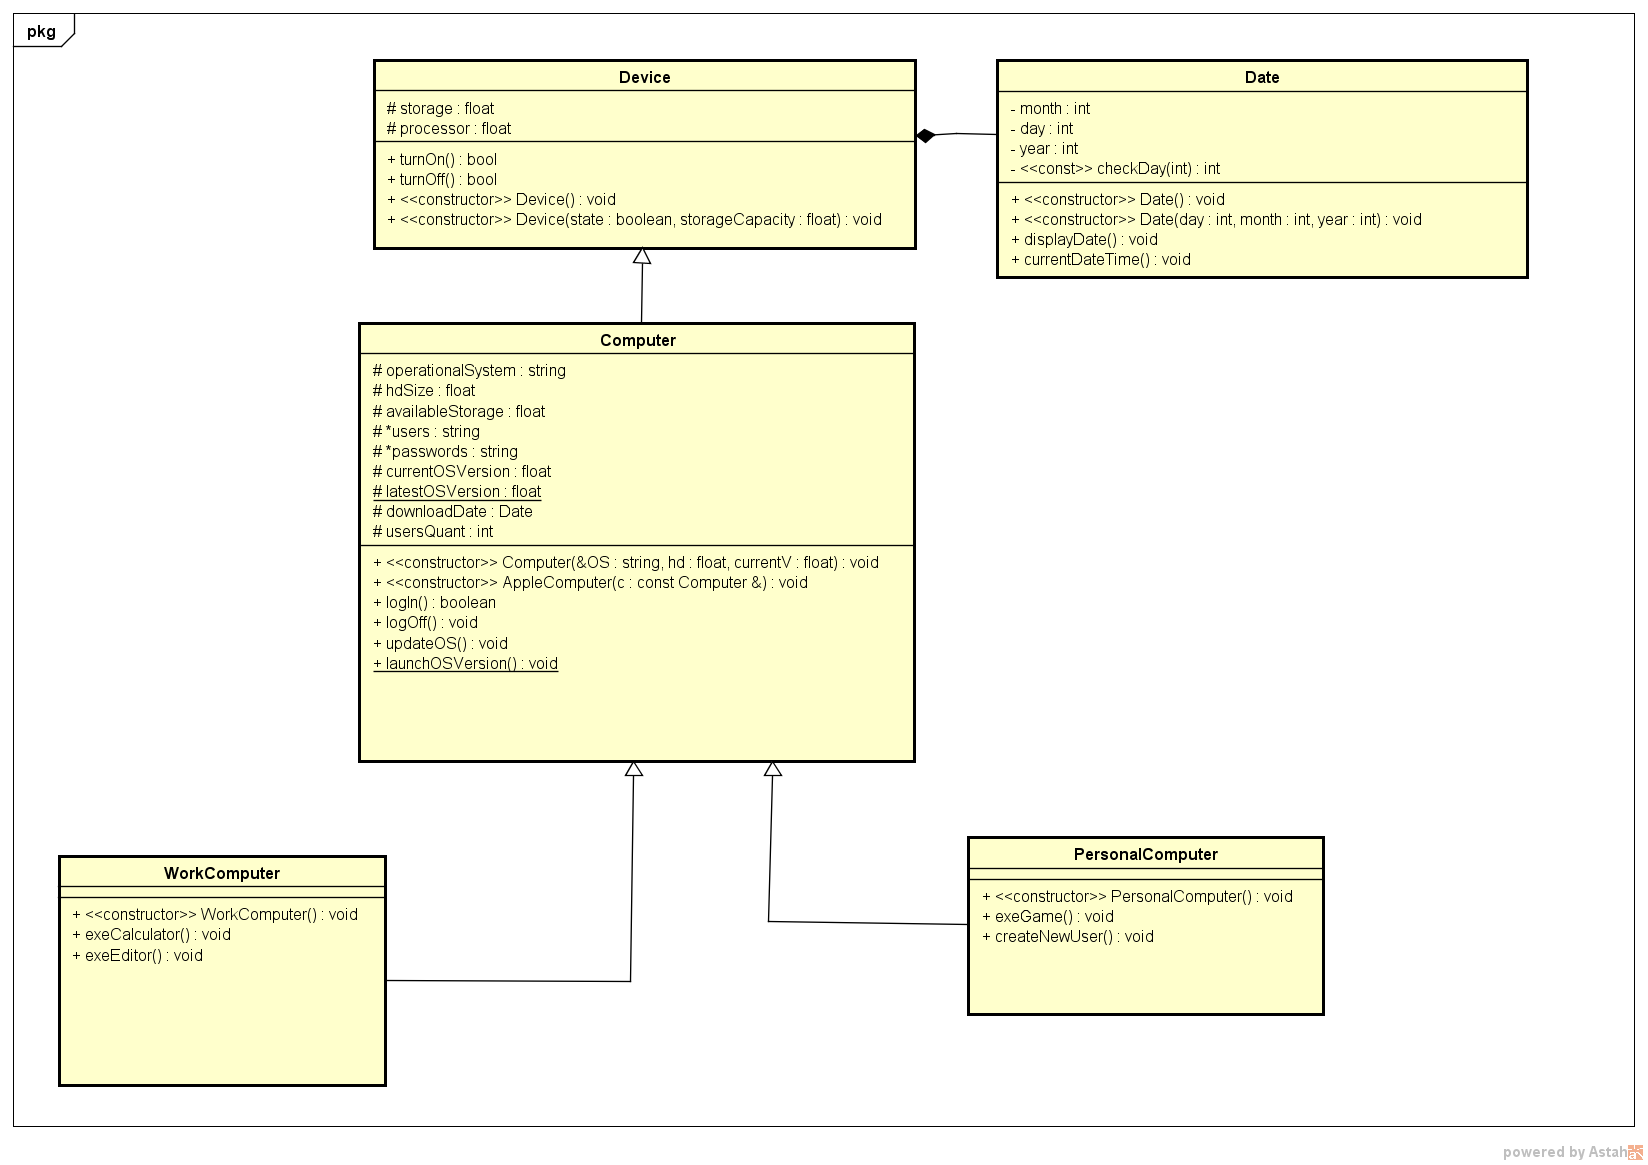 pkg
Device
# storage : float
# processor : float
+ turnOn() : bool
+ turnOff() : bool
+ <<constructor>> Device() : void
+ <<constructor>> Device(state : boolean, storageCapacity : float) : void
Date
- month : int
- day : int
- year : int
- <<const>> checkDay(int) : int
+ <<constructor>> Date() : void
+ <<constructor>> Date(day : int, month : int, year : int) : void
+ displayDate() : void
+ currentDateTime() : void
Computer
# operationalSystem : string
# hdSize : float
# availableStorage : float
# *users : string
# *passwords : string
# currentOSVersion : float
# latestOSVersion : float
# downloadDate : Date
# usersQuant : int
+ <<constructor>> Computer(&OS : string, hd : float, currentV : float) : void
+ <<constructor>> AppleComputer(c : const Computer &) : void
+ logIn() : boolean
+ logOff() : void
+ updateOS() : void
+ launchOSVersion() : void
WorkComputer
+ <<constructor>> WorkComputer() : void
+ exeCalculator() : void
+ exeEditor() : void
PersonalComputer
+ <<constructor>> PersonalComputer() : void
+ exeGame() : void
+ createNewUser() : void
powered by Astah